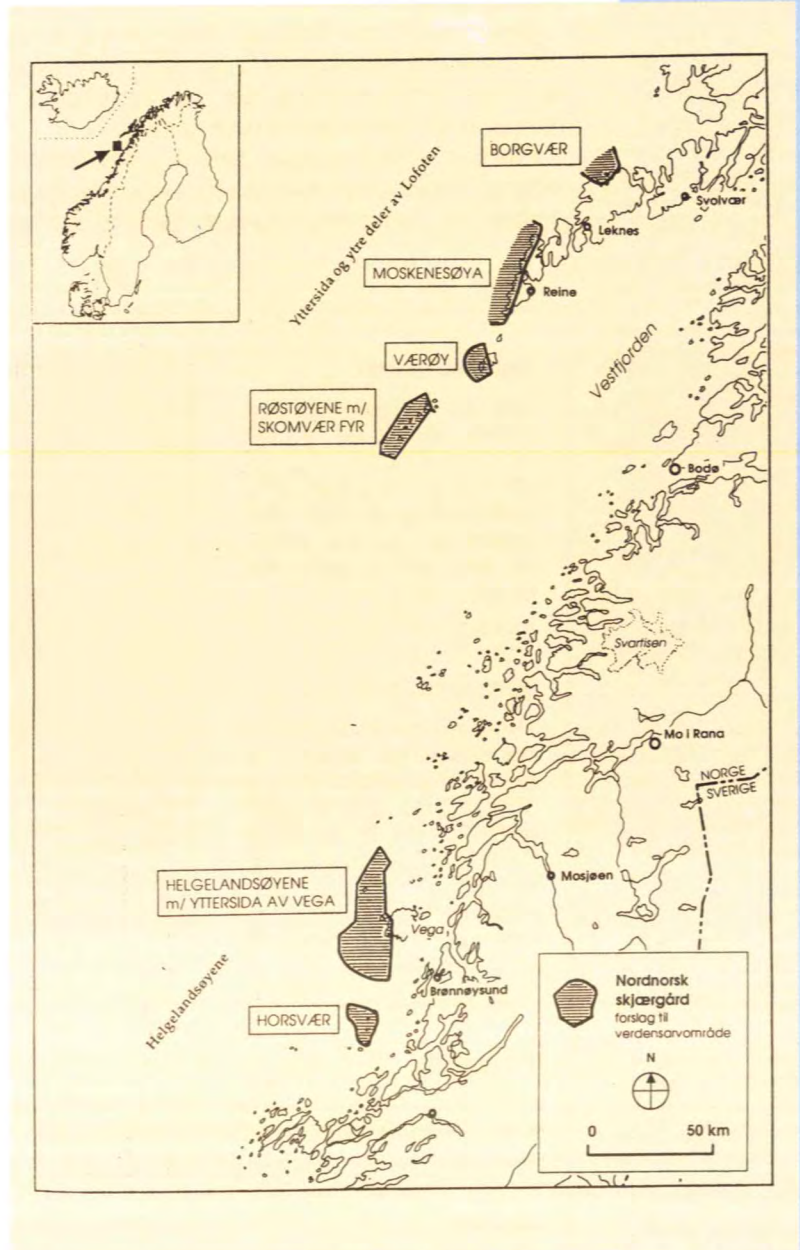 BORGVÆR
Svolvær
Leknes
Yttersida og ytre deler av Lofoten
MOSKENESØYA
Reine
VÆRØY
Vestfjorden
RØSTØYENE m/
SKOMVÆR FYR
Bodø
Svartisen
Mo i Rana
NORGE
SVERIGE
HELGELANDSØYENE
m/ YTTERSIDA AV VEGA
Mosjøen
Vega
Helgelandsøyene
Brønnøysund
HORSVÆR
Nordnorsk
skjærgård
forslag til
verdensarvområde
N
0 50 km